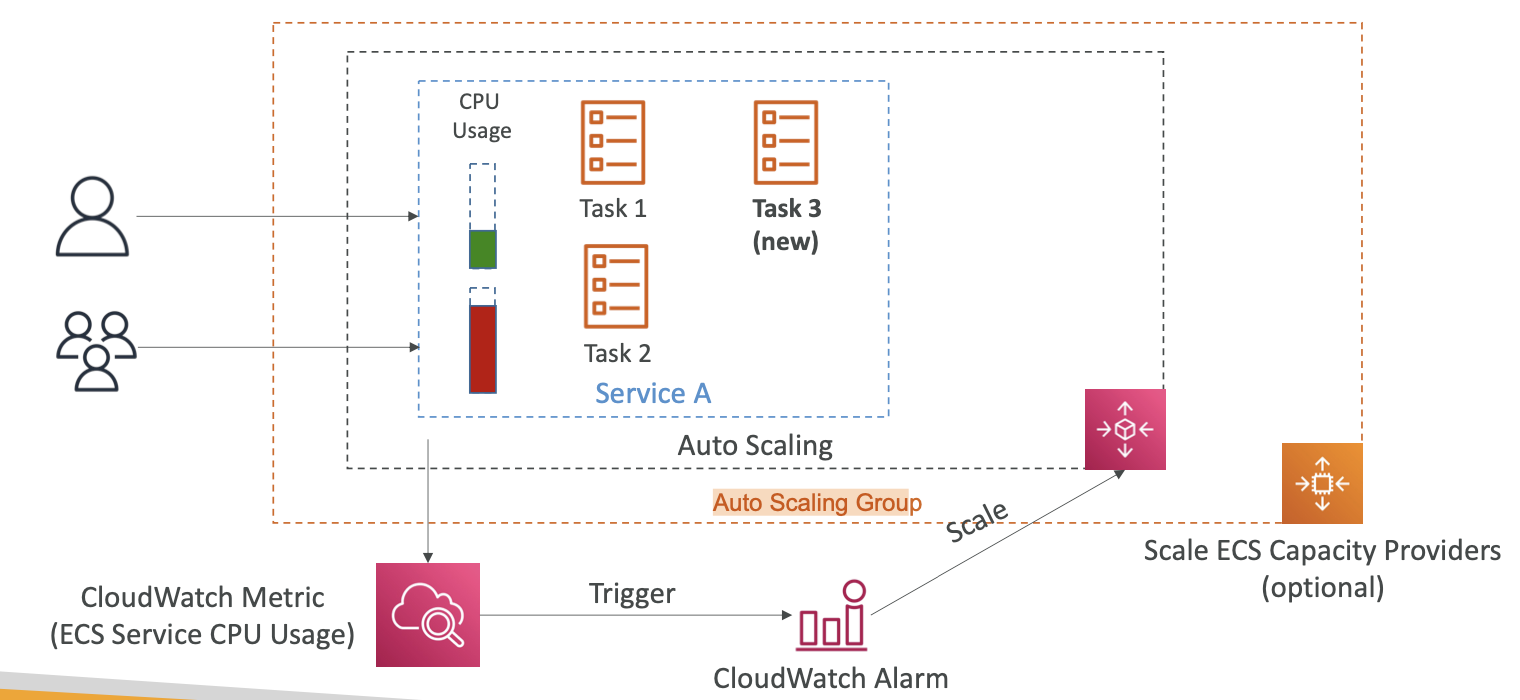 CPU
Usage
Task 1
Task 3
(new)
Task 2
Service A
Auto Scaling
Auto Scaling Group
Scale
Scale ECS Capacity Providers
(optional)
CloudWatch Metric
(ECS Service CPU Usage)
Trigger
CloudWatch Alarm